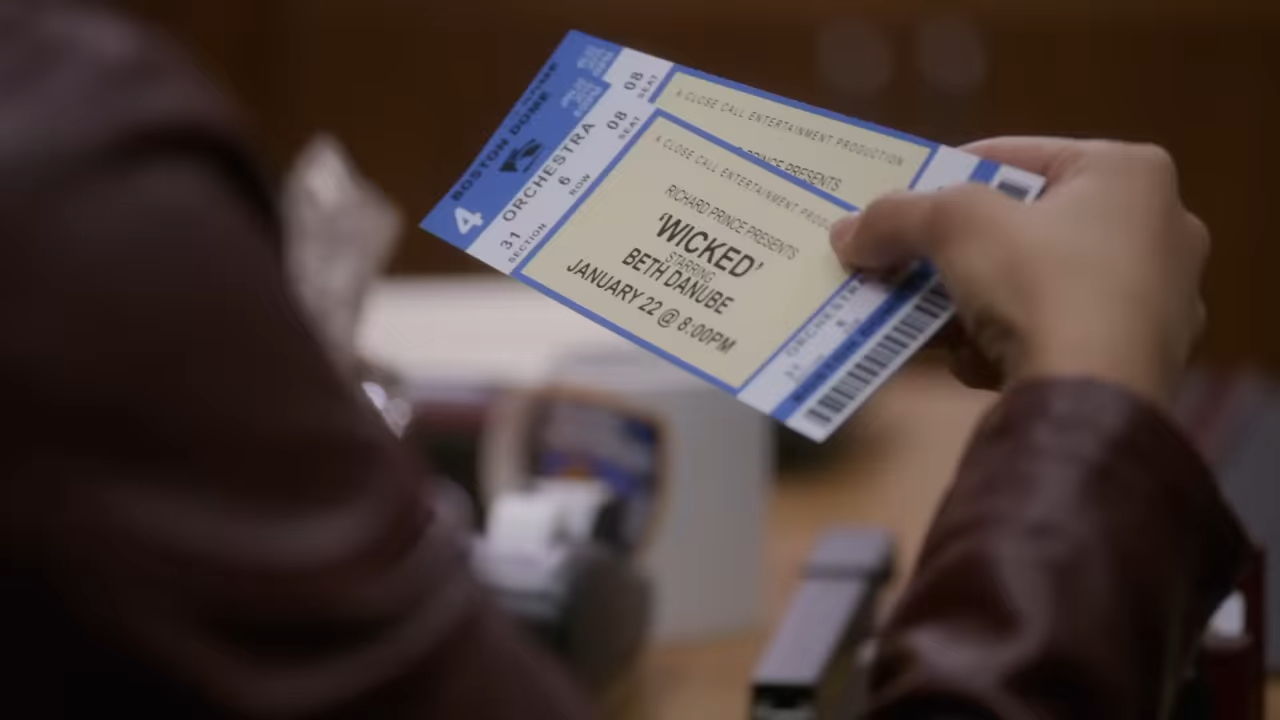 4
BOSTON DOME
31 ORCHESTRA 08
SECTION 6 SEAT
ROW
08
SEAT
A CLOSE CALL ENTERTAINMENT PRODUCTION
PRINCE PRESENTS
A CLOSE CALL ENTERTAINMENT PRODU
RICHARD PRINCE PRESENTS
'WICKED'
STARRING
BETH DANUBE
JANUARY 22 @ 8:00PM
ORCHESTRA